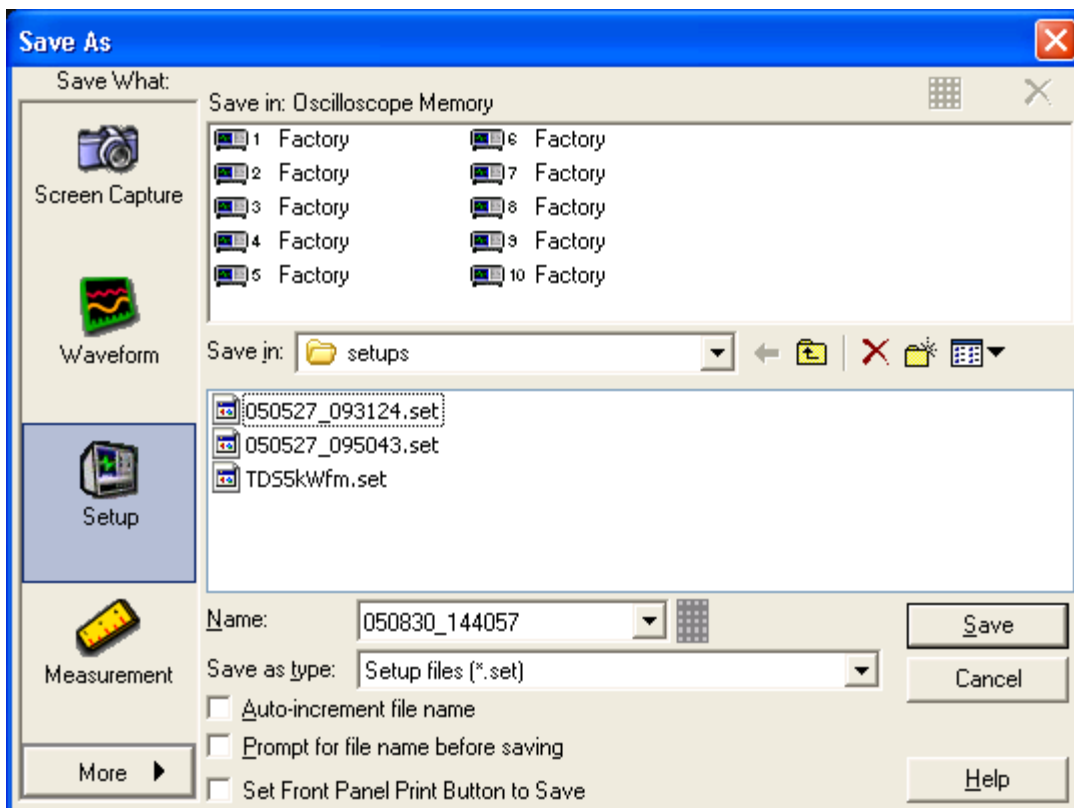 Save As
Save What:
Screen Capture
Waveform
Setup
Measurement
More
Save in: Oscilloscope Memory
1 Factory
2 Factory
3 Factory
4 Factory
5 Factory
6 Factory
7 Factory
8 Factory
9 Factory
10 Factory
Save in: setups
050527_093124.set
050527_095043.set
TDS5kWfm.set
Name: 050830_144057
Save as type: Setup files (*.set)
Auto-increment file name
Prompt for file name before saving
Set Front Panel Print Button to Save
Save
Cancel
Help